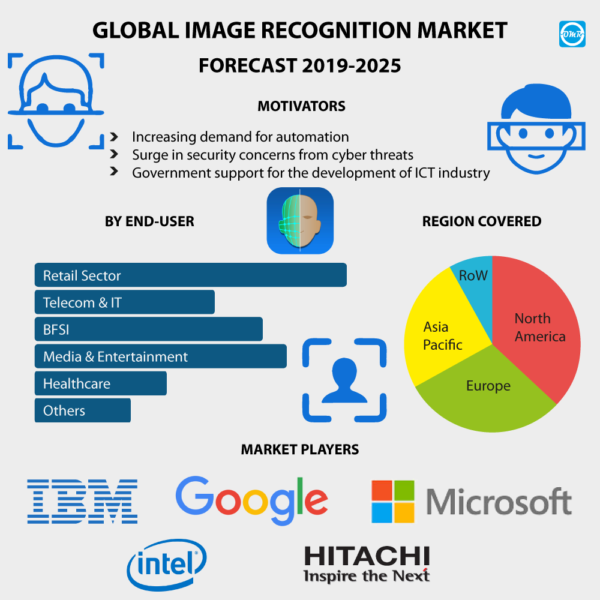 GLOBAL IMAGE RECOGNITION MARKET
DMR
FORECAST 2019-2025
MOTIVATORS
Increasing demand for automation
Surge in security concerns from cyber threats
Government support for the development of ICT industry
BY END-USER
Retail Sector
Telecom & IT
BFSI
Media & Entertainment
Healthcare
Others
REGION COVERED
RoW
North
America
Asia
Pacific
Europe
MARKET PLAYERS
IBM
Google
Microsoft
intel
HITACHI
Inspire the Next